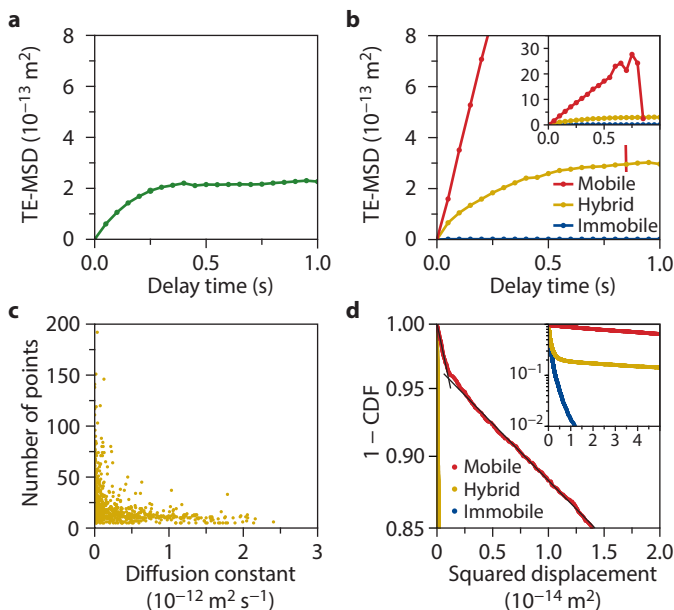 a
TE-MSD (10⁻¹³ m²)
8
6
4
2
0
0.0
0.5
1.0
Delay time (s)
b
TE-MSD (10⁻¹³ m²)
8
6
4
2
0
0.0
0.5
1.0
Delay time (s)
30
20
10
0
0.0
0.5
Mobile
Hybrid
Immobile
c
Number of points
200
150
100
50
0
0
1
2
3
Diffusion constant
(10⁻¹² m² s⁻¹)
d
1 – CDF
1.00
0.95
0.90
0.85
0
0.50
1.0
1.5
2.0
Squared displacement
(10⁻¹⁴ m²)
10⁻¹
10⁻²
0
1
2
3
4
Mobile
Hybrid
Immobile